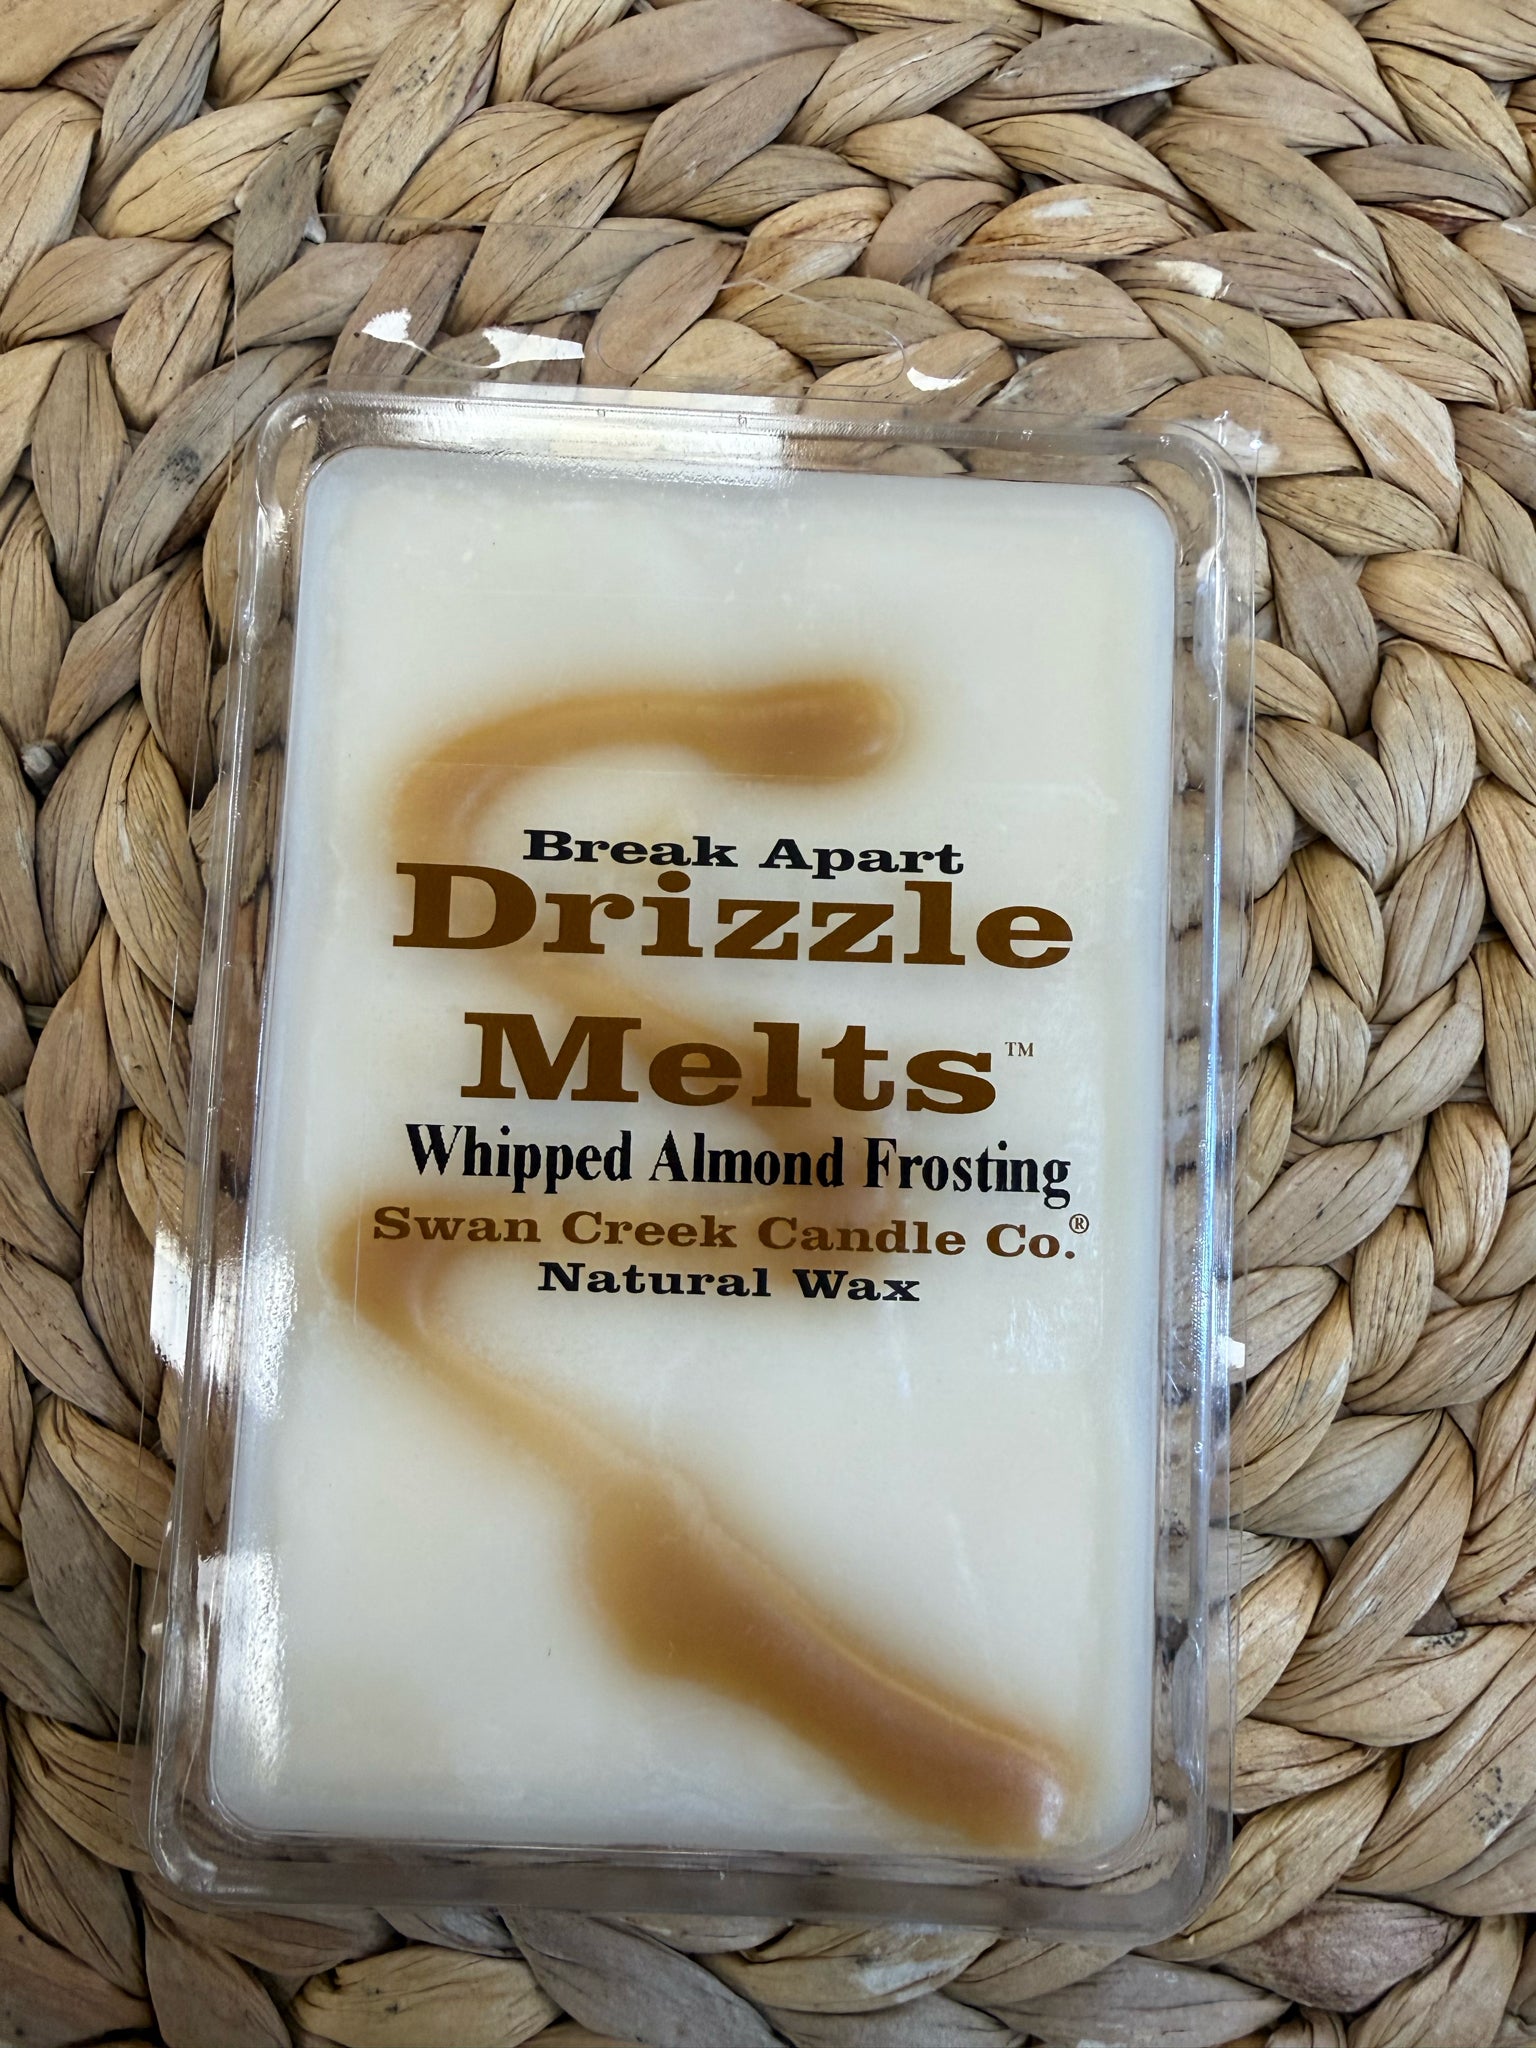 Break Apart
Drizzle
Melts™
Whipped Almond Frosting
Swan Creek Candle Co.®
Natural Wax